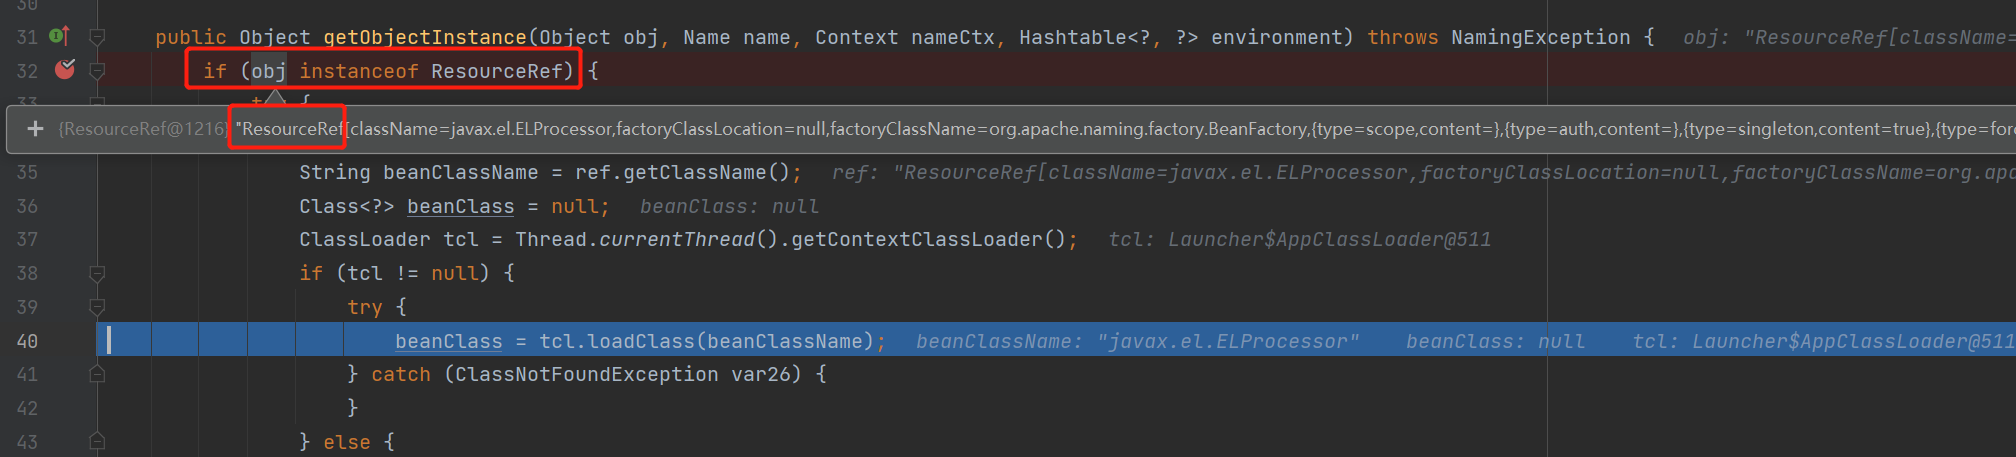 30
31 public Object getObjectInstance(Object obj, Name name, Context nameCtx, Hashtable<?, ?> environment) throws NamingException { obj: "ResourceRef[className=
32 if (obj instanceof ResourceRef) {
+ {ResourceRef@1216} "ResourceRef[className=javax.el.ELProcessor,factoryClassLocation=null,factoryClassName=org.apache.naming.factory.BeanFactory,{type=scope,content=},{type=auth,content=},{type=singleton,content=true},{type=for
35 String beanClassName = ref.getClassName(); ref: "ResourceRef[className=javax.el.ELProcessor,factoryClassLocation=null,factoryClassName=org.apa
36 Class<?> beanClass = null; beanClass: null
37 ClassLoader tcl = Thread.currentThread().getContextClassLoader(); tcl: Launcher$AppClassLoader@511
38 if (tcl != null) {
39 try {
40 beanClass = tcl.loadClass(beanClassName); beanClassName: "javax.el.ELProcessor" beanClass: null tcl: Launcher$AppClassLoader@511
41 } catch (ClassNotFoundException var26) {
42 }
43 } else {